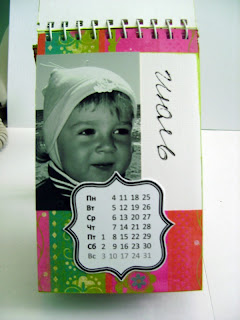 июль
Пн 4 11 18 25
Вт 5 12 19 26
Ср 6 13 20 27
Чт 7 14 21 28
Пт 1 8 15 22 29
Сб 2 9 16 23 30
Вс 3 10 17 24 31